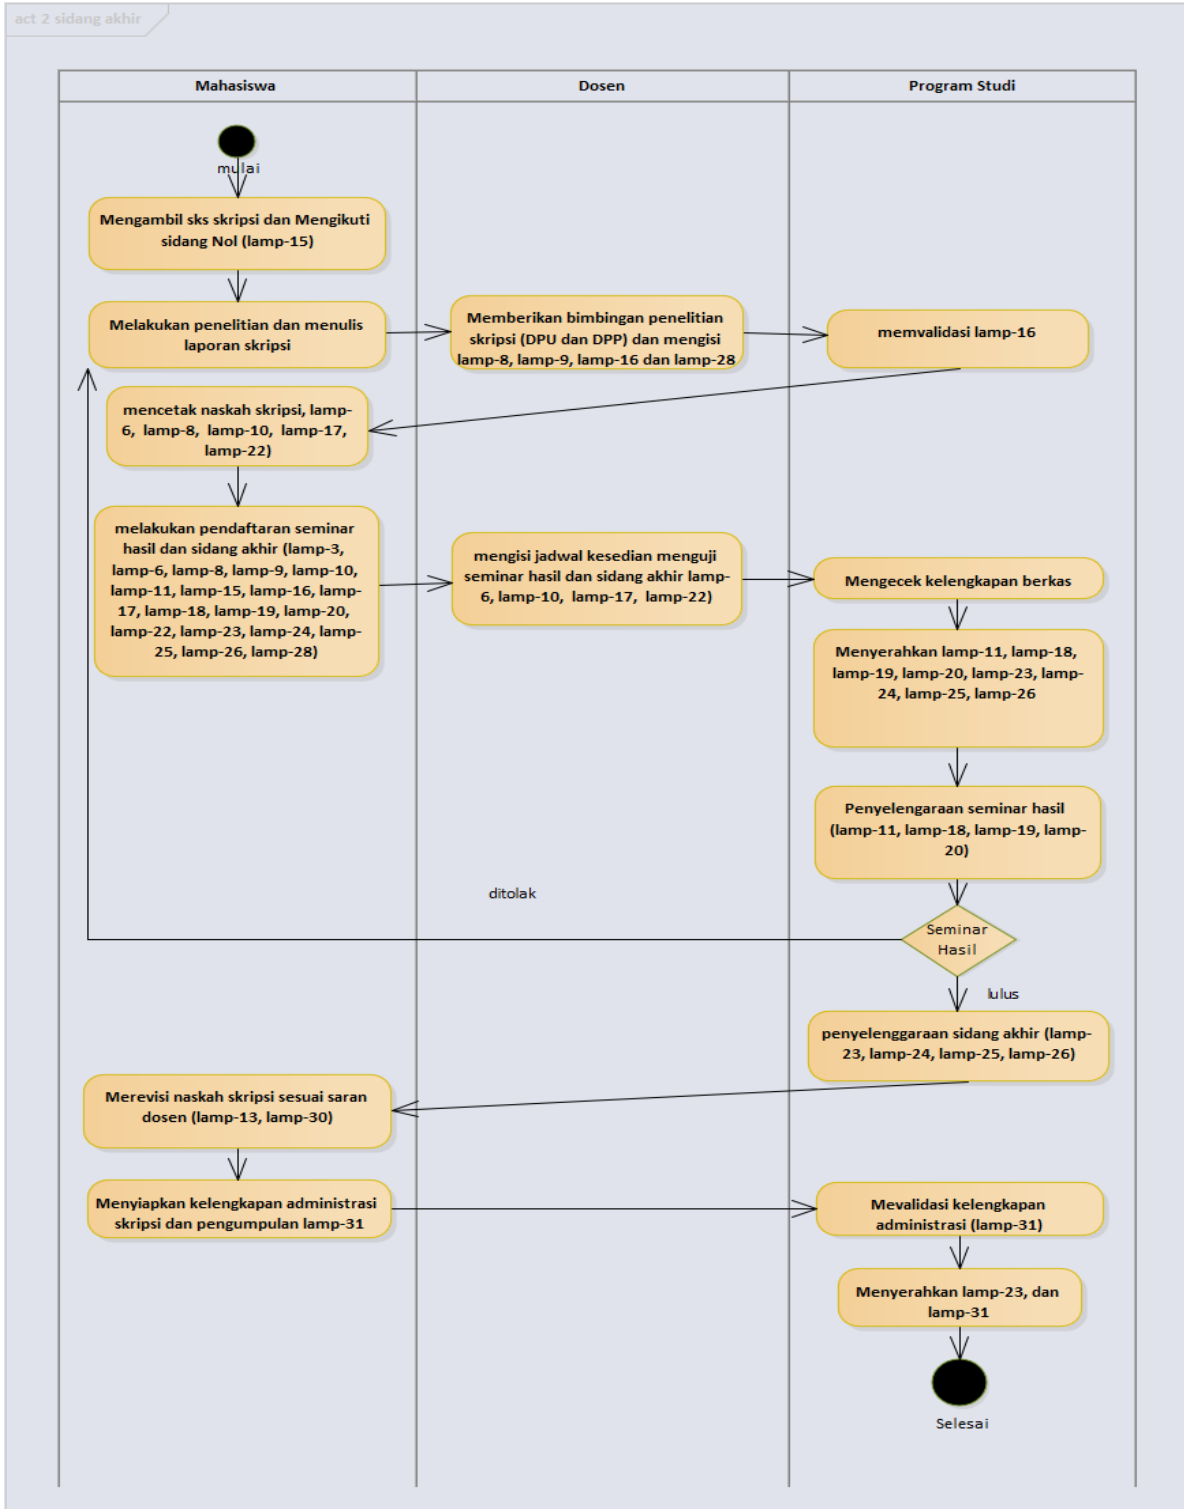 act 2 sidang akhir
Mahasiswa
Dosen
Program Studi
mulai
Mengambil sks skripsi dan Mengikuti
sidang Nol (lamp-15)
Melakukan penelitian dan menulis
laporan skripsi
Memberikan bimbingan penelitian
skripsi (DPU dan DPP) dan mengisi
lamp-8, lamp-9, lamp-16 dan lamp-28
memvalidasi lamp-16
mencetak naskah skripsi, lamp-
6, lamp-8, lamp-10, lamp-17,
lamp-22)
melakukan pendaftaran seminar
hasil dan sidang akhir (lamp-3,
lamp-6, lamp-8, lamp-9, lamp-10,
lamp-11, lamp-15, lamp-16, lamp-
17, lamp-18, lamp-19, lamp-20,
lamp-22, lamp-23, lamp-24, lamp-
25, lamp-26, lamp-28)
mengisi jadwal kesedian menguji
seminar hasil dan sidang akhir lamp-
6, lamp-10, lamp-17, lamp-22)
Mengecek kelengkapan berkas
Menyerahkan lamp-11, lamp-18,
lamp-19, lamp-20, lamp-23, lamp-
24, lamp-25, lamp-26
Penyelengaraan seminar hasil
(lamp-11, lamp-18, lamp-19, lamp-
20)
ditolak
Seminar
Hasil
lulus
penyelenggaraan sidang akhir (lamp-
23, lamp-24, lamp-25, lamp-26)
Merevisi naskah skripsi sesuai saran
dosen (lamp-13, lamp-30)
Menyiapkan kelengkapan administrasi
skripsi dan pengumpulan lamp-31
Mevalidasi kelengkapan
administrasi (lamp-31)
Menyerahkan lamp-23, dan
lamp-31
Selesai